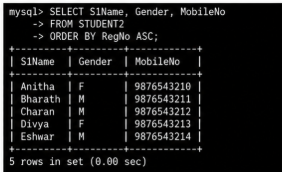 mysql> SELECT S1Name, Gender, MobileNo
    -> FROM STUDENT2
    -> ORDER BY RegNo ASC;
+---------+--------+------------+
| S1Name  | Gender | MobileNo   |
+---------+--------+------------+
| Anitha  | F      | 9876543210 |
| Bharath | M      | 9876543211 |
| Charan  | M      | 9876543212 |
| Divya   | F      | 9876543213 |
| Eshwar  | M      | 9876543214 |
+---------+--------+------------+
5 rows in set (0.00 sec)